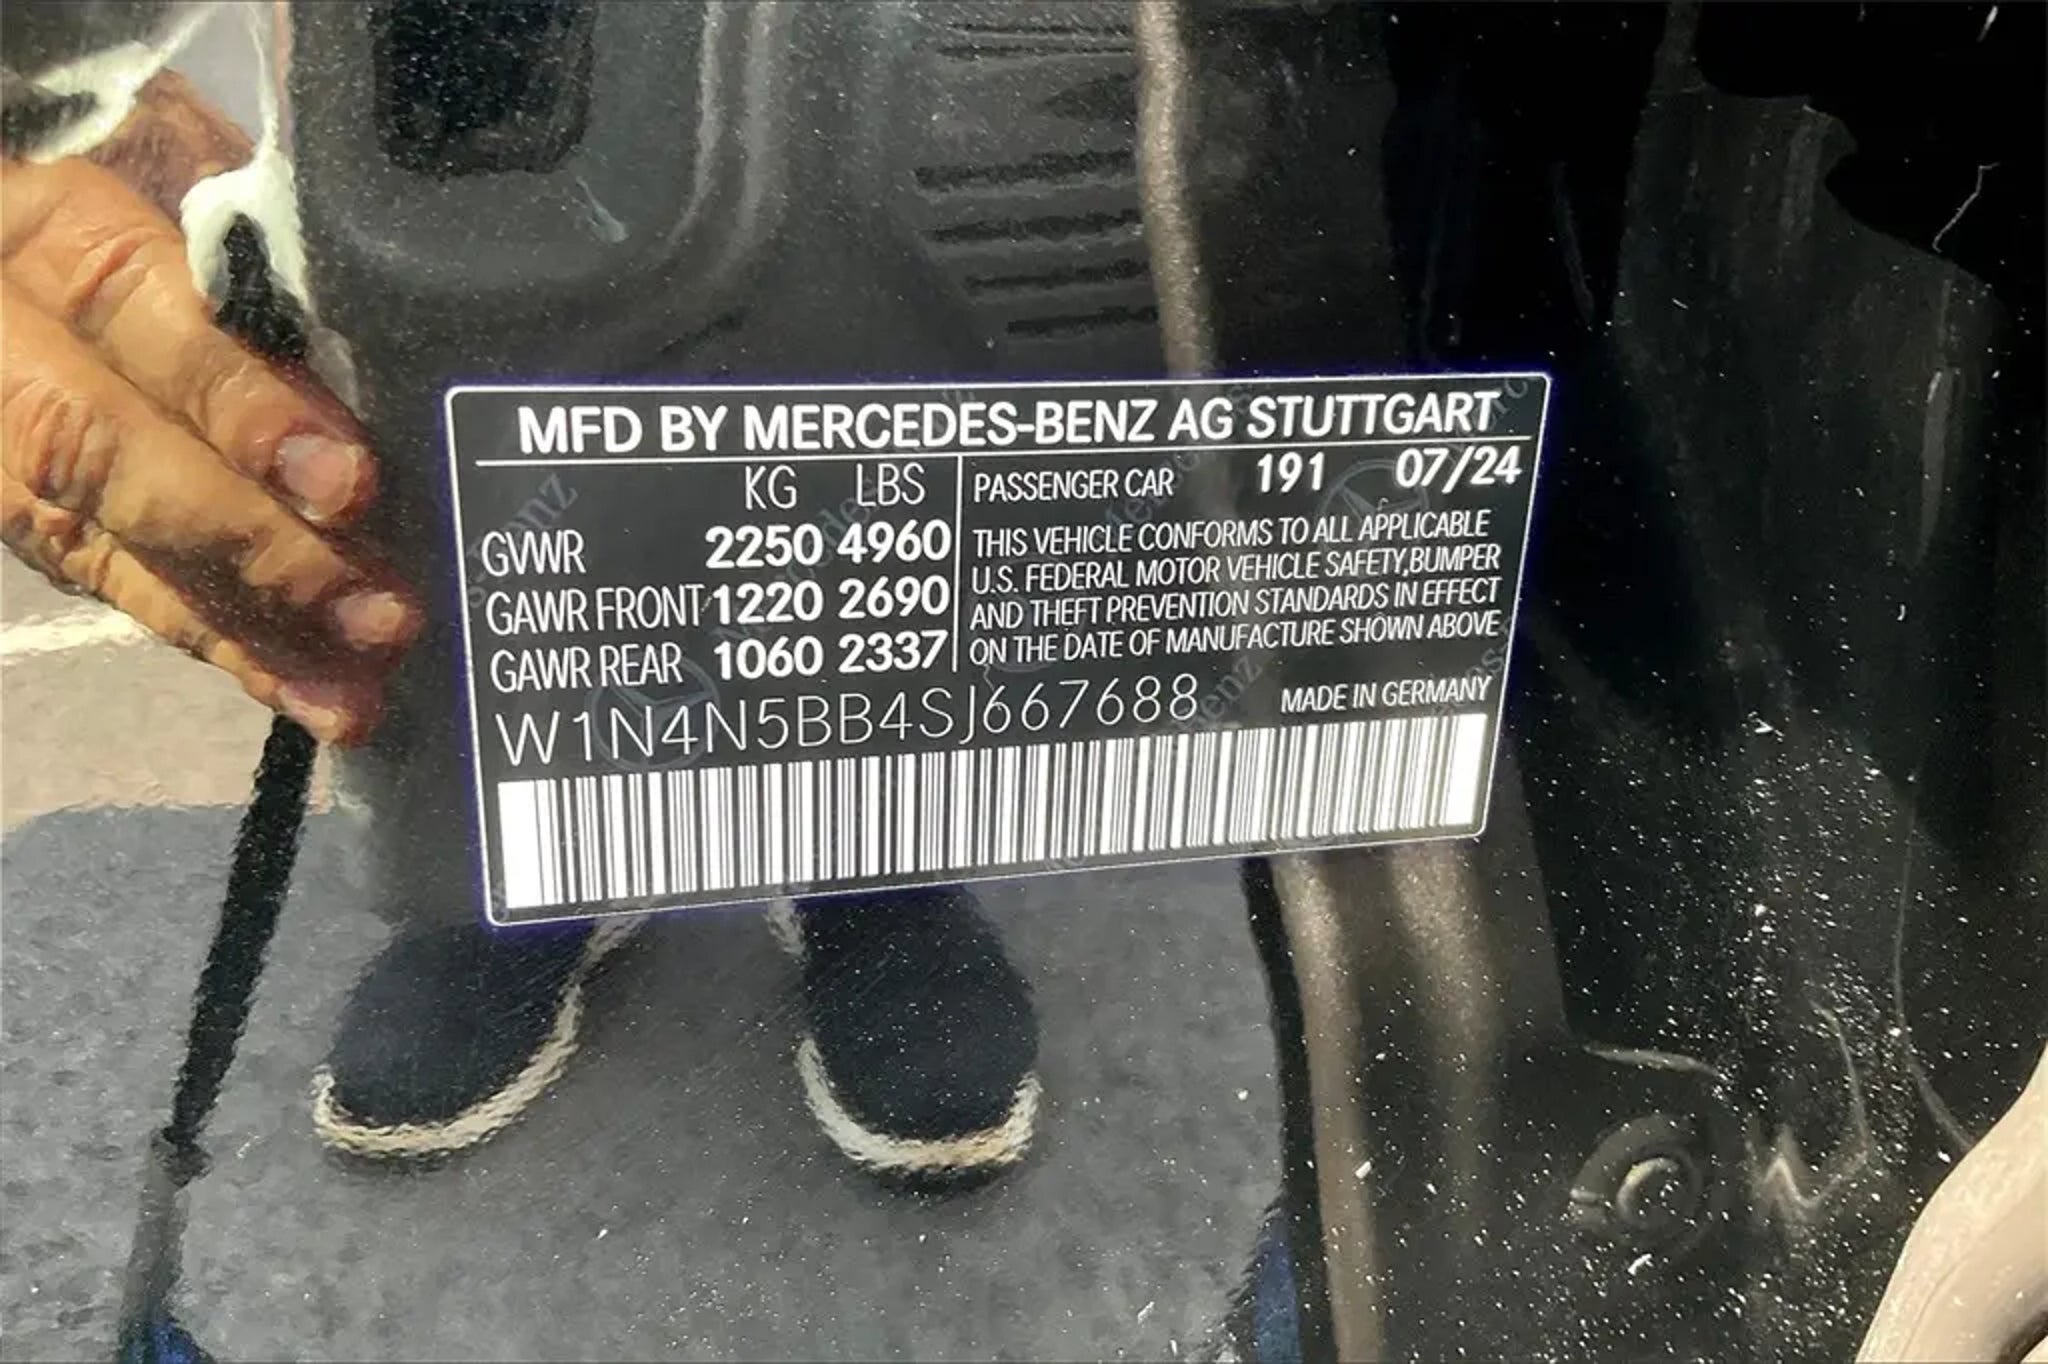 MFD BY MERCEDES-BENZ AG STUTTGART
KG LBS
GVWR 2250 4960
GAWR FRONT 1220 2690
GAWR REAR 1060 2337
PASSENGER CAR 191 07/24
THIS VEHICLE CONFORMS TO ALL APPLICABLE
U.S. FEDERAL MOTOR VEHICLE SAFETY,BUMPER
AND THEFT PREVENTION STANDARDS IN EFFECT
ON THE DATE OF MANUFACTURE SHOWN ABOVE
W1N4N5BB4SJ667688
MADE IN GERMANY